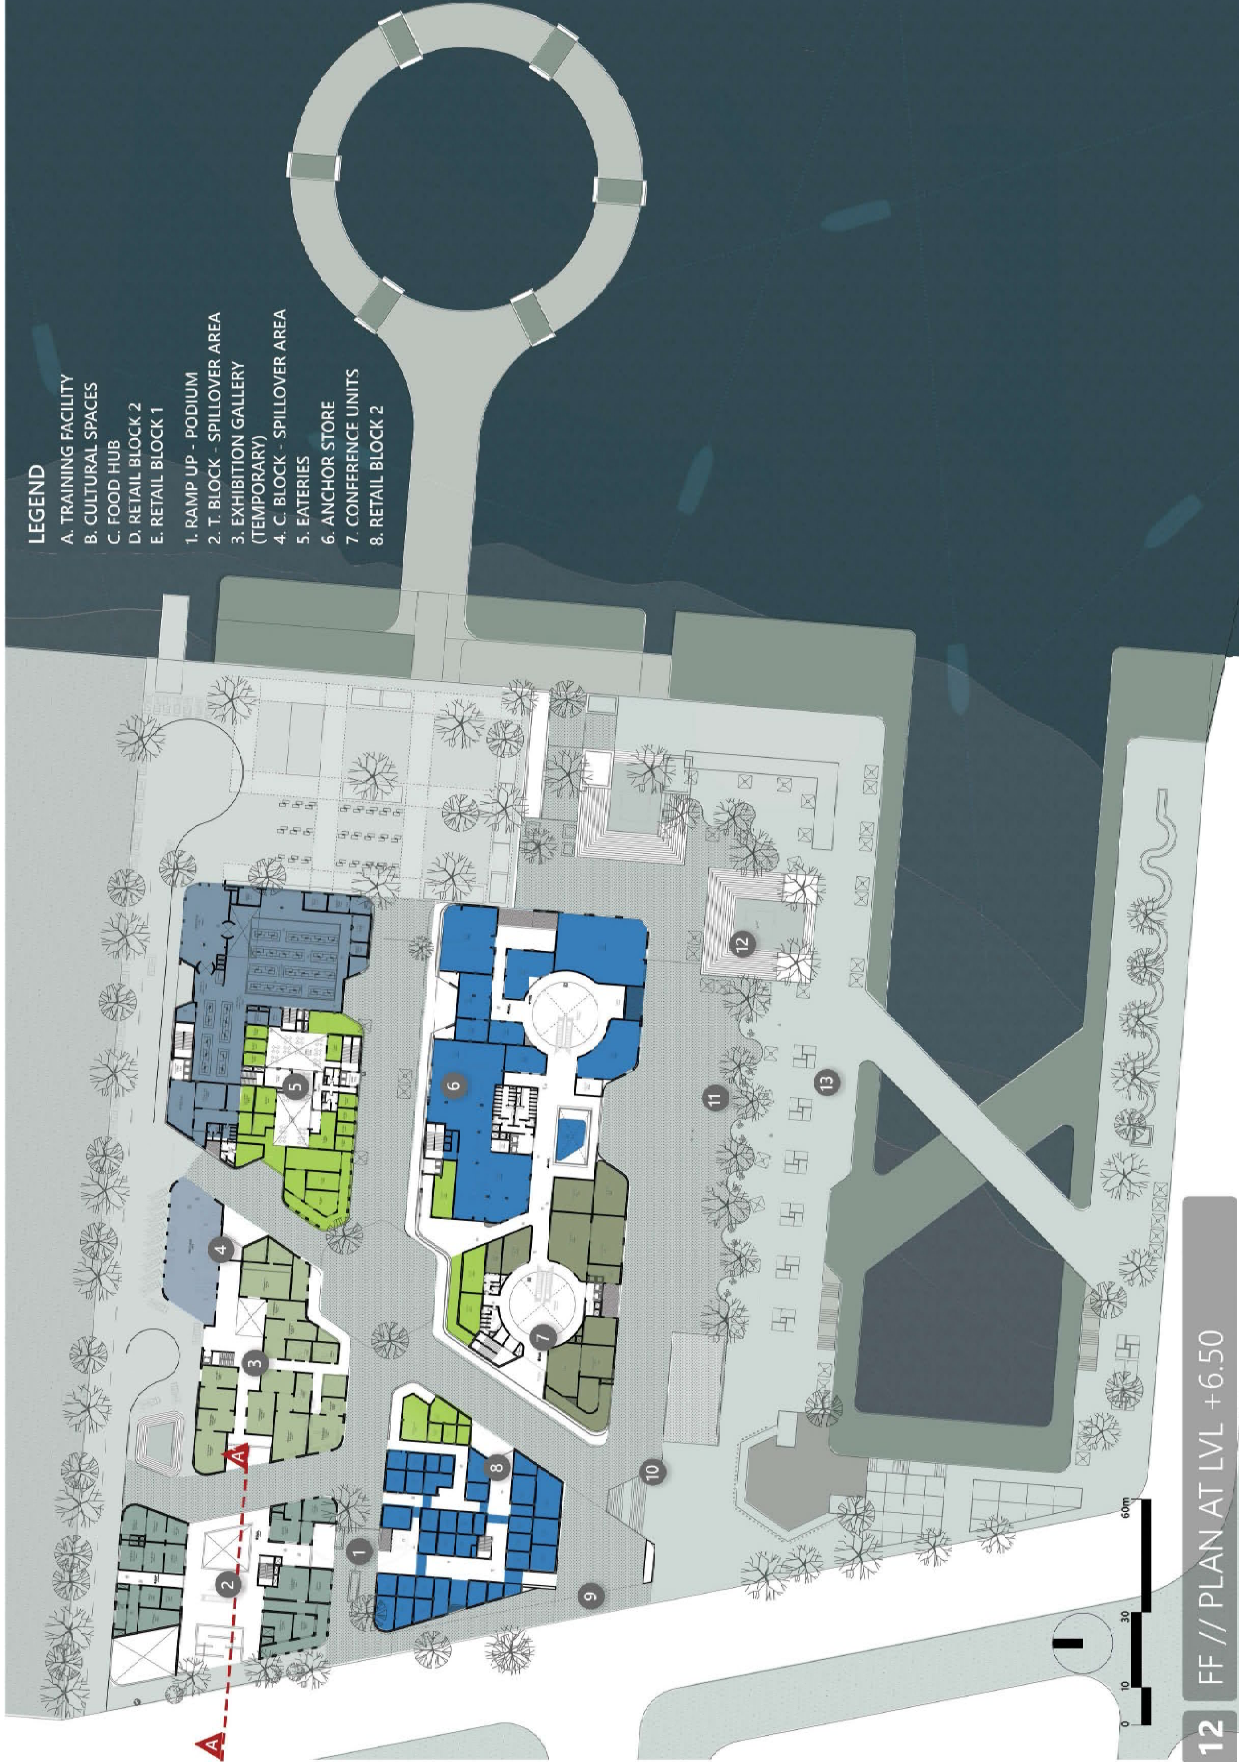 LEGEND
A. TRAINING FACILITY
B. CULTURAL SPACES
C. FOOD HUB
D. RETAIL BLOCK 2
E. RETAIL BLOCK 1
1. RAMP UP - PODIUM
2. T. BLOCK - SPILLOVER AREA
3. EXHIBITION GALLERY
(TEMPORARY)
4. C. BLOCK - SPILLOVER AREA
5. EATERIES
6. ANCHOR STORE
7. CONFERENCE UNITS
8. RETAIL BLOCK 2
A
A
1
2
3
4
5
6
7
8
9
10
11
12
13
0 10 30 60m
12 FF // PLAN AT LVL +6.50